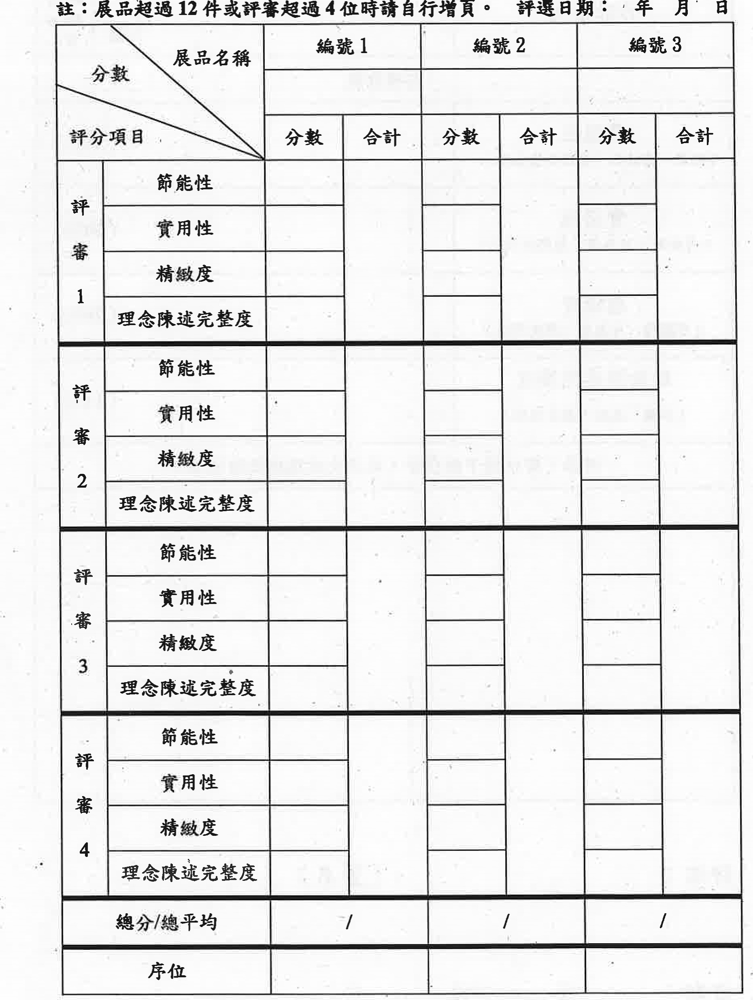 註：展品超過 12 件或評審超過 4 位時請自行增頁。 評選日期： 年 月 日
展品名稱 編號 1 編號 2 編號 3
分數
評分項目 分數 合計 分數 合計 分數 合計
評審1
節能性
實用性
精緻度
理念陳述完整度
評審2
節能性
實用性
精緻度
理念陳述完整度
評審3
節能性
實用性
精緻度
理念陳述完整度
評審4
節能性
實用性
精緻度
理念陳述完整度
總分/總平均 / / /
序位